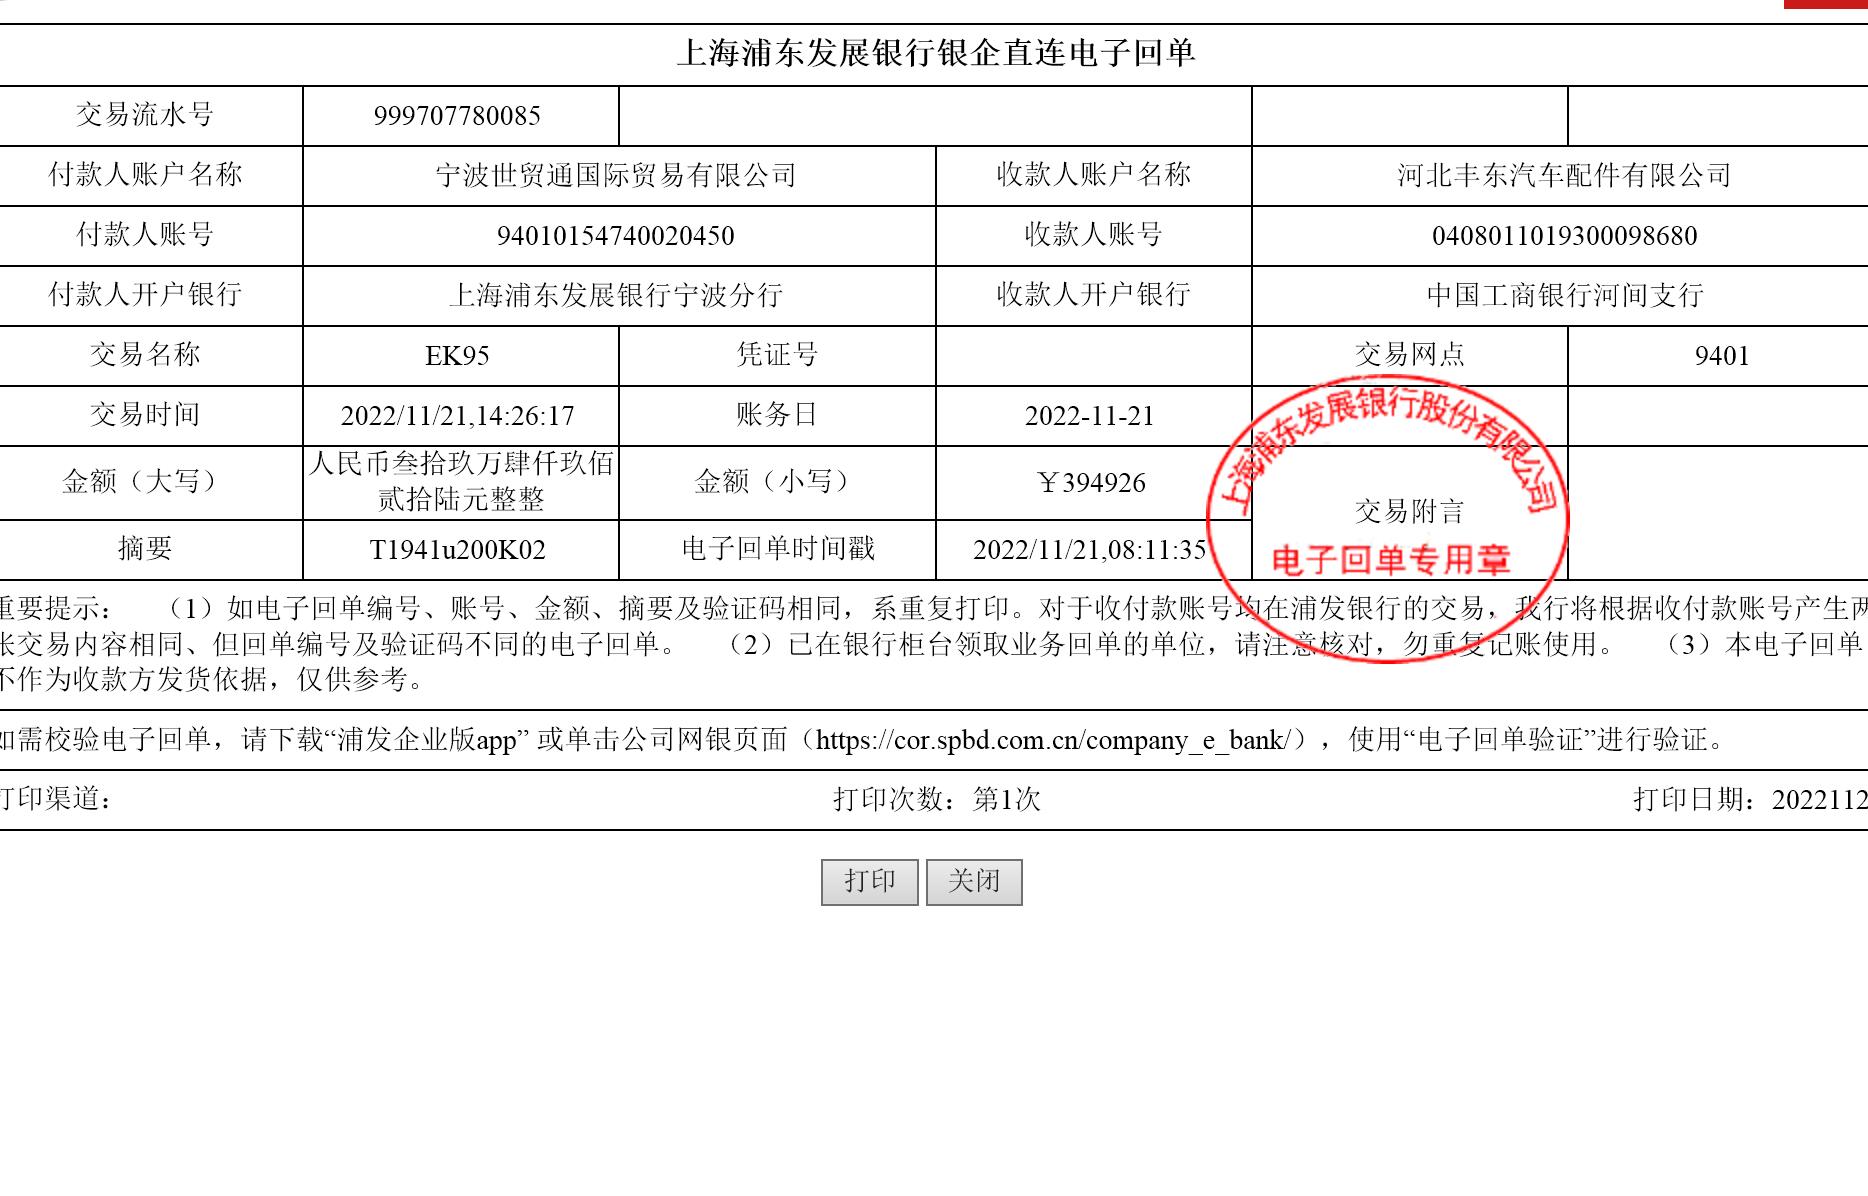 上海浦东发展银行银企直连电子回单
交易流水号 999707780085
付款人账户名称 宁波世贸通国际贸易有限公司 收款人账户名称 河北丰东汽车配件有限公司
付款人账号 94010154740020450 收款人账号 0408011019300098680
付款人开户银行 上海浦东发展银行宁波分行 收款人开户银行 中国工商银行河间支行
交易名称 EK95 凭证号 交易网点 9401
交易时间 2022/11/21,14:26:17 账务日 2022-11-21
金额（大写） 人民币叁拾玖万肆仟玖佰
贰拾陆元整整 金额（小写） ￥394926
交易附言
摘要 T1941u200K02 电子回单时间戳 2022/11/21,08:11:35
上海浦东发展银行股份有限公司
电子回单专用章
重要提示： （1）如电子回单编号、账号、金额、摘要及验证码相同，系重复打印。对于收付款账号均在浦发银行的交易，我行将根据收付款账号产生两
张交易内容相同、但回单编号及验证码不同的电子回单。 （2）已在银行柜台领取业务回单的单位，请注意核对，勿重复记账使用。 （3）本电子回单
不作为收款方发货依据，仅供参考。
如需校验电子回单，请下载“浦发企业版app” 或单击公司网银页面（https://cor.spbd.com.cn/company_e_bank/），使用“电子回单验证”进行验证。
打印渠道： 打印次数：第1次 打印日期：2022112
打印 关闭